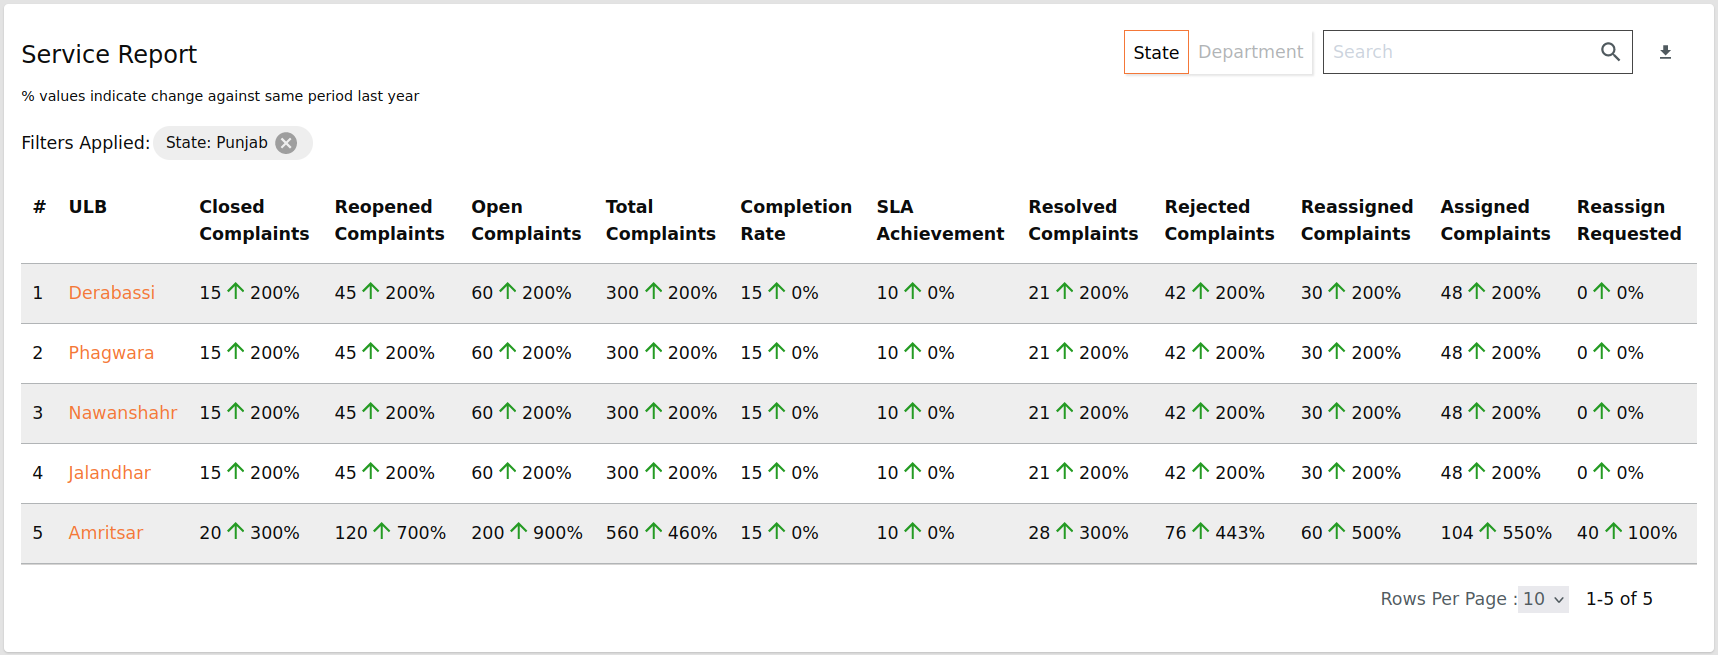 Service Report
State Department Search
% values indicate change against same period last year
Filters Applied: State: Punjab
# ULB Closed Complaints Reopened Complaints Open Complaints Total Complaints Completion Rate SLA Achievement Resolved Complaints Rejected Complaints Reassigned Complaints Assigned Complaints Reassign Requested
1 Derabassi 15 ↑ 200% 45 ↑ 200% 60 ↑ 200% 300 ↑ 200% 15 ↑ 0% 10 ↑ 0% 21 ↑ 200% 42 ↑ 200% 30 ↑ 200% 48 ↑ 200% 0 ↑ 0%
2 Phagwara 15 ↑ 200% 45 ↑ 200% 60 ↑ 200% 300 ↑ 200% 15 ↑ 0% 10 ↑ 0% 21 ↑ 200% 42 ↑ 200% 30 ↑ 200% 48 ↑ 200% 0 ↑ 0%
3 Nawanshahr 15 ↑ 200% 45 ↑ 200% 60 ↑ 200% 300 ↑ 200% 15 ↑ 0% 10 ↑ 0% 21 ↑ 200% 42 ↑ 200% 30 ↑ 200% 48 ↑ 200% 0 ↑ 0%
4 Jalandhar 15 ↑ 200% 45 ↑ 200% 60 ↑ 200% 300 ↑ 200% 15 ↑ 0% 10 ↑ 0% 21 ↑ 200% 42 ↑ 200% 30 ↑ 200% 48 ↑ 200% 0 ↑ 0%
5 Amritsar 20 ↑ 300% 120 ↑ 700% 200 ↑ 900% 560 ↑ 460% 15 ↑ 0% 10 ↑ 0% 28 ↑ 300% 76 ↑ 443% 60 ↑ 500% 104 ↑ 550% 40 ↑ 100%
Rows Per Page : 10 1-5 of 5